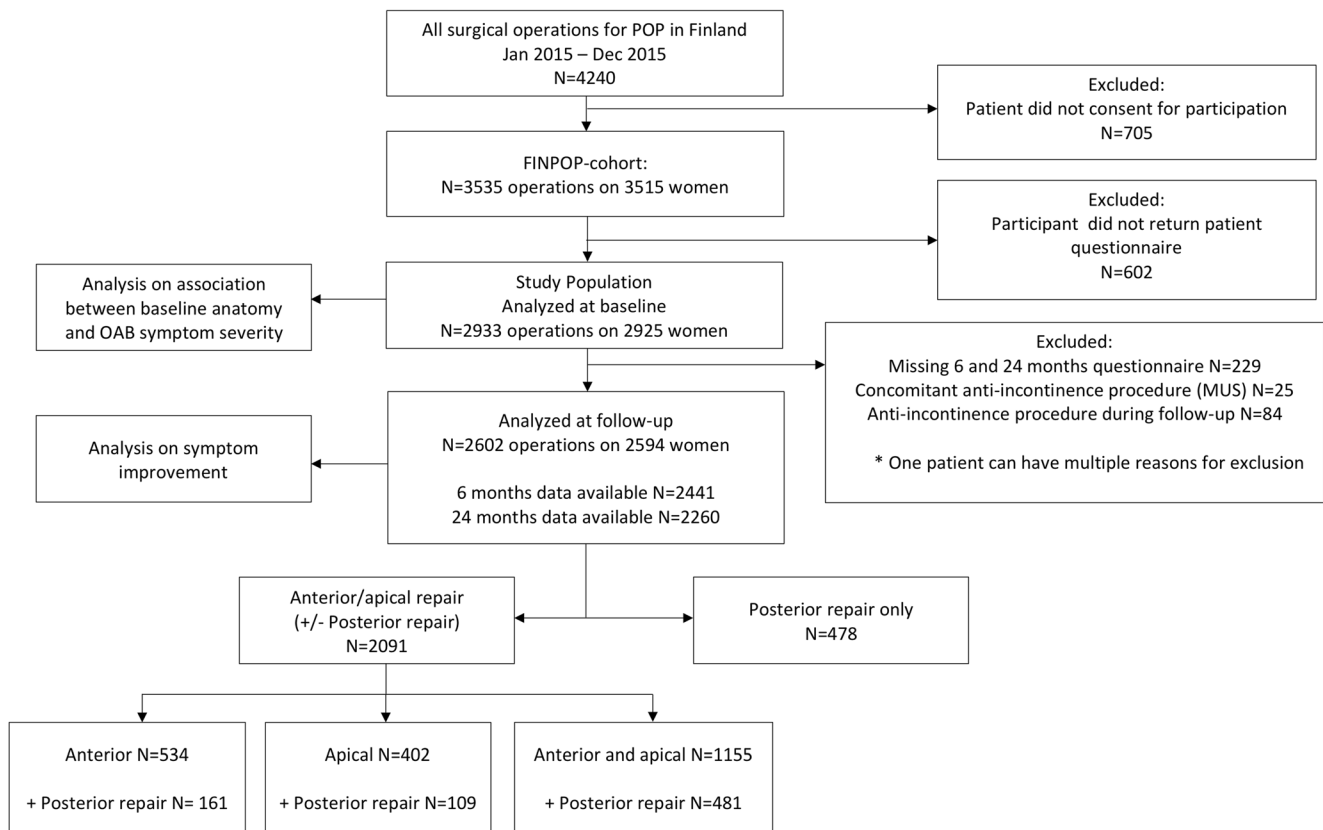 All surgical operations for POP in Finland
Jan 2015 – Dec 2015
N=4240
Excluded:
Patient did not consent for participation
N=705
FINPOP-cohort:
N=3535 operations on 3515 women
Excluded:
Participant did not return patient
questionnaire
N=602
Analysis on association
between baseline anatomy
and OAB symptom severity
Study Population
Analyzed at baseline
N=2933 operations on 2925 women
Excluded:
Missing 6 and 24 months questionnaire N=229
Concomitant anti-incontinence procedure (MUS) N=25
Anti-incontinence procedure during follow-up N=84
* One patient can have multiple reasons for exclusion
Analysis on symptom
improvement
Analyzed at follow-up
N=2602 operations on 2594 women
6 months data available N=2441
24 months data available N=2260
Anterior/apical repair
(+/- Posterior repair)
N=2091
Posterior repair only
N=478
Anterior N=534
+ Posterior repair N= 161
Apical N=402
+ Posterior repair N=109
Anterior and apical N=1155
+ Posterior repair N=481